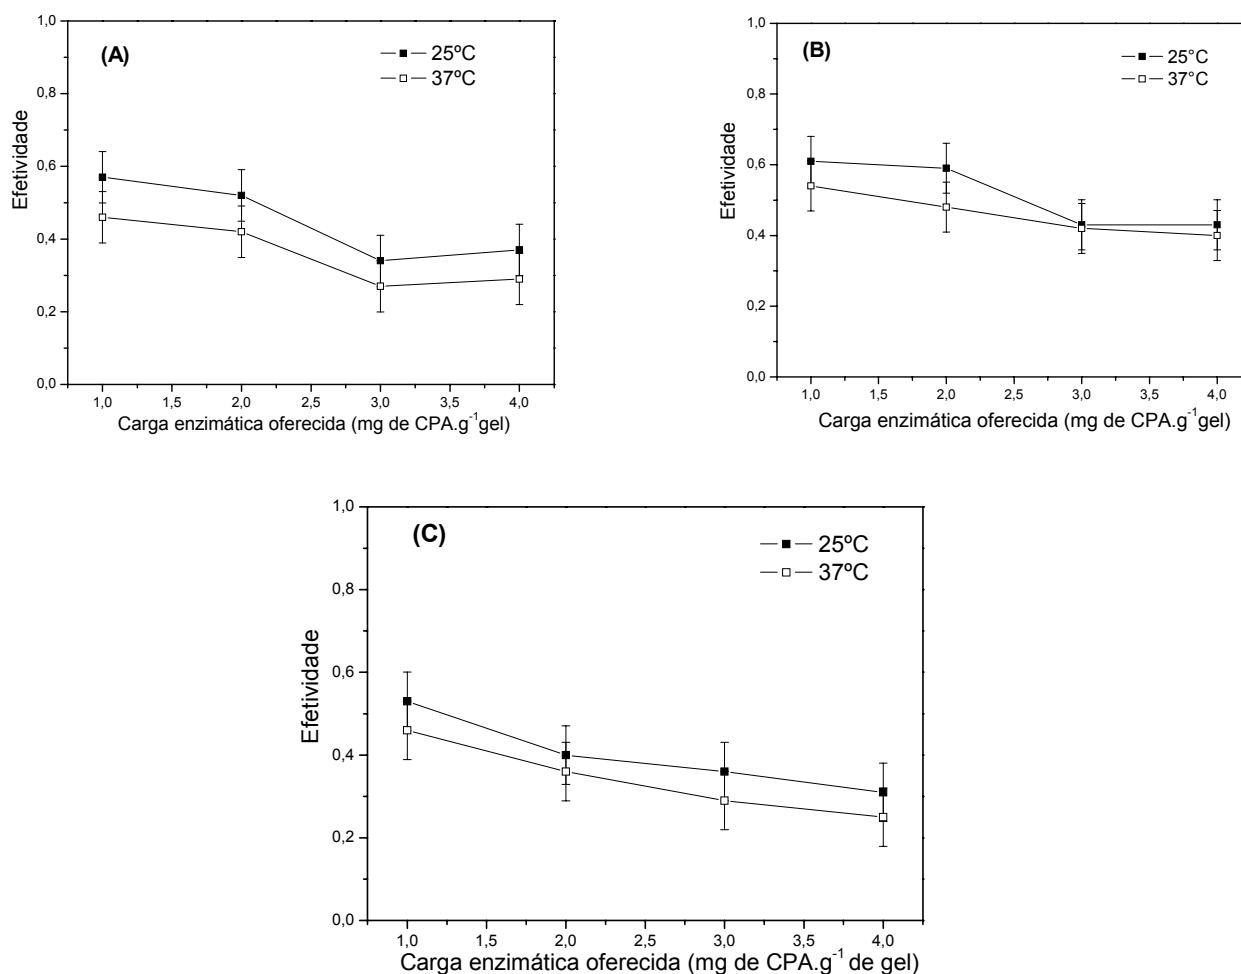 (A)
25ºC
37ºC
Efetividade
1,0
0,8
0,6
0,4
0,2
0,0
1,0 1,5 2,0 2,5 3,0 3,5 4,0
Carga enzimática oferecida (mg de CPA.g⁻¹gel)
(B)
25°C
37°C
Efetividade
1,0
0,8
0,6
0,4
0,2
0,0
1,0 1,5 2,0 2,5 3,0 3,5 4,0
Carga enzimática oferecida (mg de CPA.g⁻¹gel)
(C)
25ºC
37ºC
Efetividade
1,0
0,8
0,6
0,4
0,2
0,0
1,0 1,5 2,0 2,5 3,0 3,5 4,0
Carga enzimática oferecida (mg de CPA.g⁻¹ de gel)